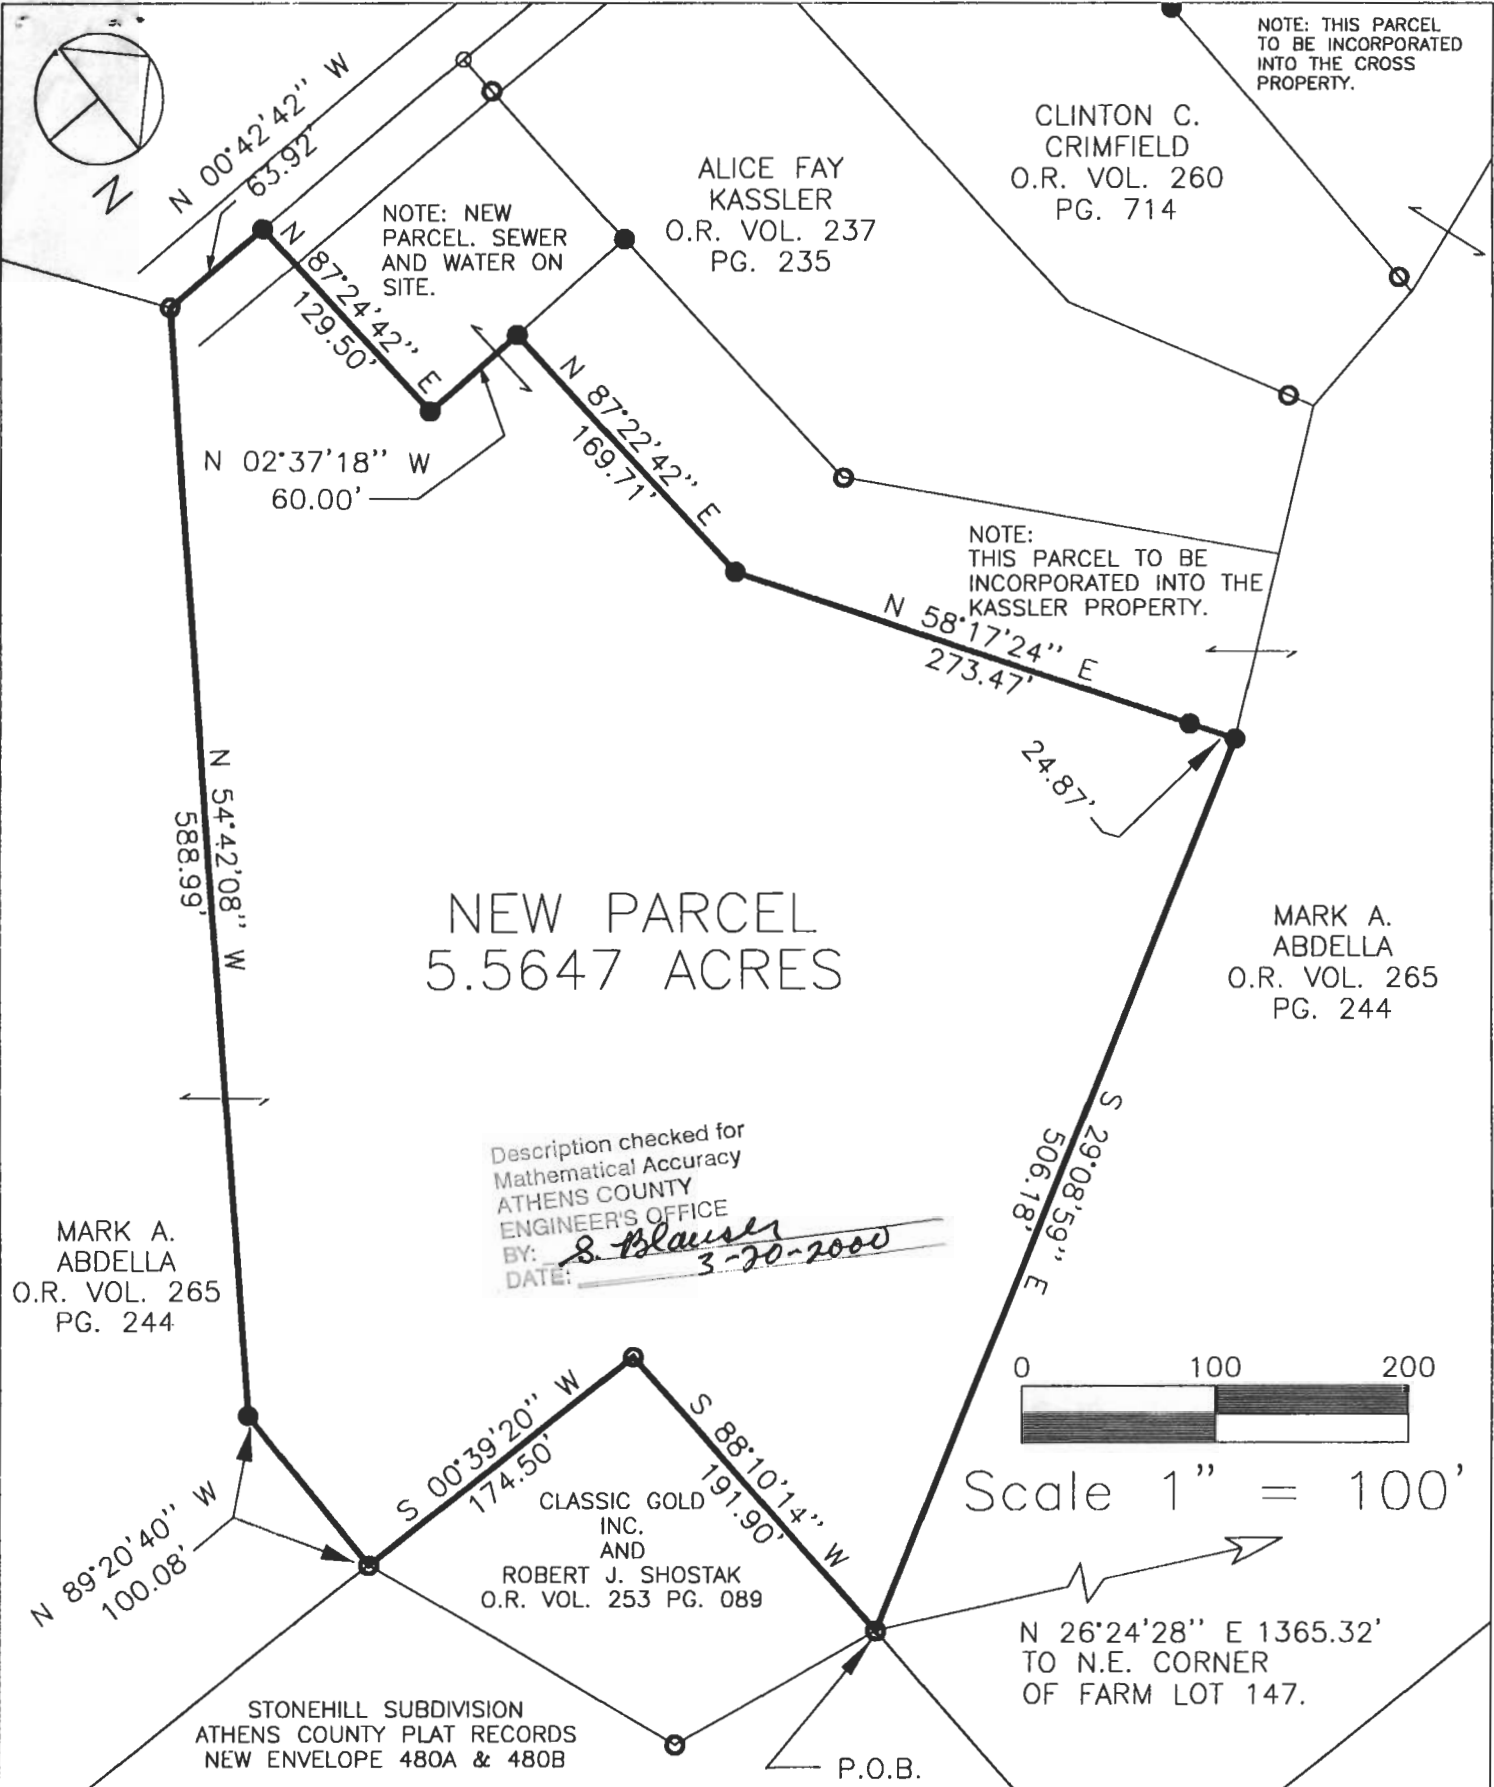 NOTE: THIS PARCEL
TO BE INCORPORATED
INTO THE CROSS
PROPERTY.
N
N 00°42'42" W
63.92'
CLINTON C.
CRIMFIELD
O.R. VOL. 260
PG. 714
ALICE FAY
KASSLER
O.R. VOL. 237
PG. 235
NOTE: NEW
PARCEL. SEWER
AND WATER ON
SITE.
N 87°24'42" E
129.50'
N 02°37'18" W
60.00'
N 87°22'42" E
169.71'
NOTE:
THIS PARCEL TO BE
INCORPORATED INTO THE
KASSLER PROPERTY.
N 58°17'24" E
273.47'
24.87'
N 54°42'08" W
588.99'
NEW PARCEL
5.5647 ACRES
MARK A.
ABDELLA
O.R. VOL. 265
PG. 244
S 29°08'59" E
506.18'
Description checked for
Mathematical Accuracy
ATHENS COUNTY
ENGINEER'S OFFICE
BY: S. Blauser
DATE: 3-20-2000
MARK A.
ABDELLA
O.R. VOL. 265
PG. 244
0 100 200
Scale 1" = 100'
S 00°39'20" W
174.50'
S 88°10'14" W
191.90'
N 89°20'40" W
100.08'
CLASSIC GOLD
INC.
AND
ROBERT J. SHOSTAK
O.R. VOL. 253 PG. 089
N 26°24'28" E 1365.32'
TO N.E. CORNER
OF FARM LOT 147.
STONEHILL SUBDIVISION
ATHENS COUNTY PLAT RECORDS
NEW ENVELOPE 480A & 480B
P.O.B.